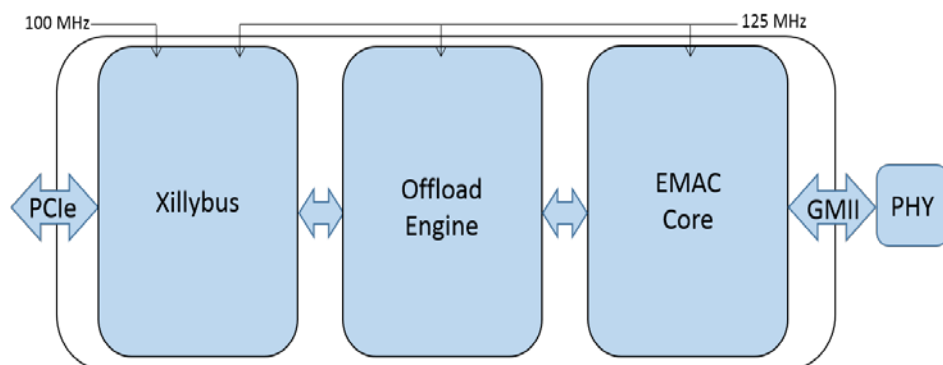 100 MHz
125 MHz
PCIe
Xillybus
Offload
Engine
EMAC
Core
GMII
PHY